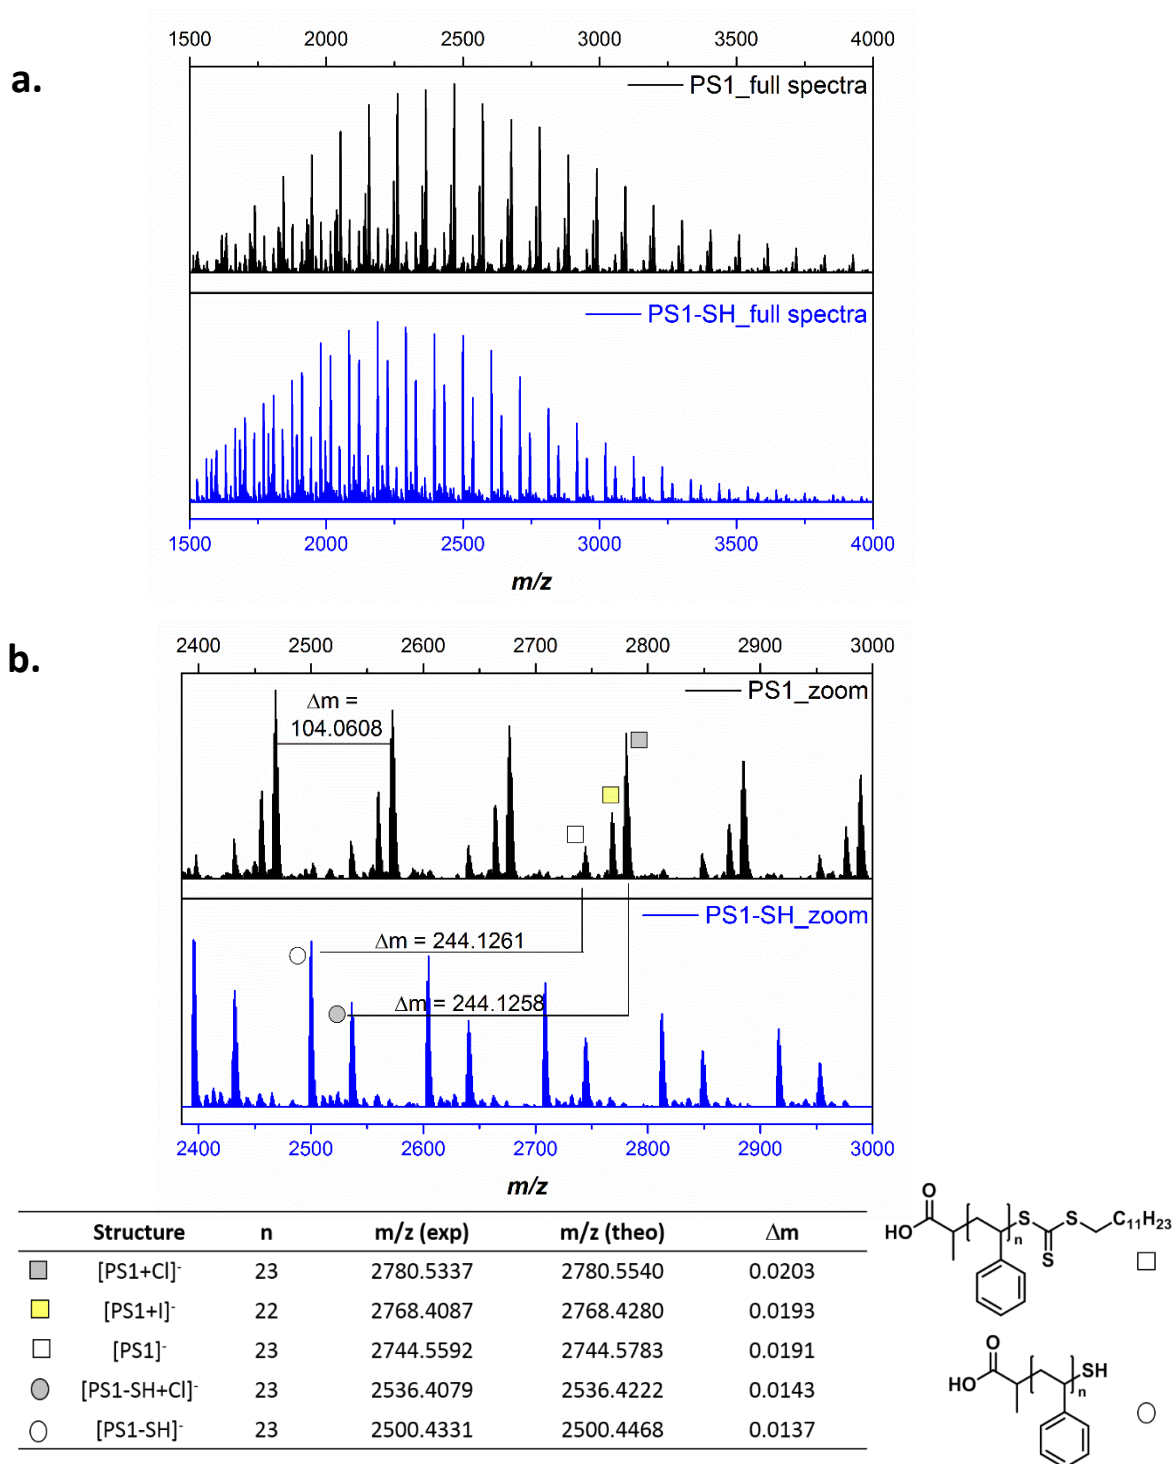 a.
1500 2000 2500 3000 3500 4000
PS1_full spectra
PS1-SH_full spectra
1500 2000 2500 3000 3500 4000
m/z
b.
2400 2500 2600 2700 2800 2900 3000
PS1_zoom
Δm =
104.0608
PS1-SH_zoom
Δm = 244.1261
Δm = 244.1258
2400 2500 2600 2700 2800 2900 3000
m/z
Structure n m/z (exp) m/z (theo) Δm
[PS1+Cl]- 23 2780.5337 2780.5540 0.0203
[PS1+I]- 22 2768.4087 2768.4280 0.0193
[PS1]- 23 2744.5592 2744.5783 0.0191
[PS1-SH+Cl]- 23 2536.4079 2536.4222 0.0143
[PS1-SH]- 23 2500.4331 2500.4468 0.0137
O
HO n S S C11H23
S
O
HO n SH